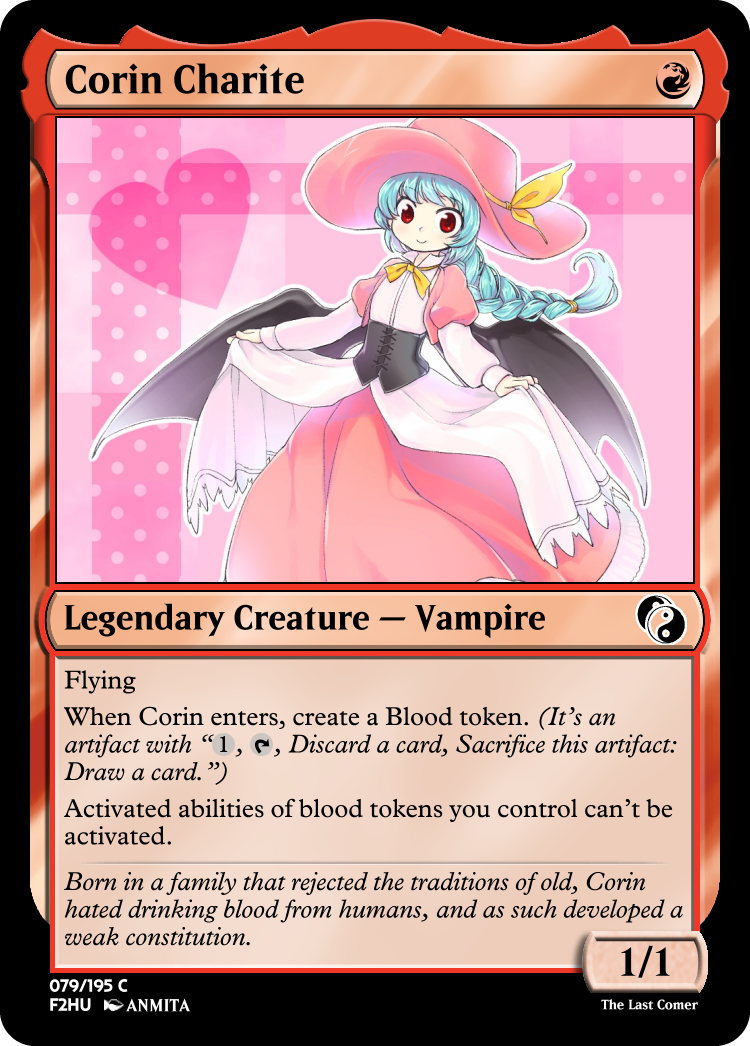 Corin Charite
Legendary Creature — Vampire
Flying
When Corin enters, create a Blood token. (It's an
artifact with “1, , Discard a card, Sacrifice this artifact:
Draw a card.”)
Activated abilities of blood tokens you control can't be
activated.
Born in a family that rejected the traditions of old, Corin
hated drinking blood from humans, and as such developed a
weak constitution.
1/1
079/195 C
F2HU ANMITA
The Last Comer